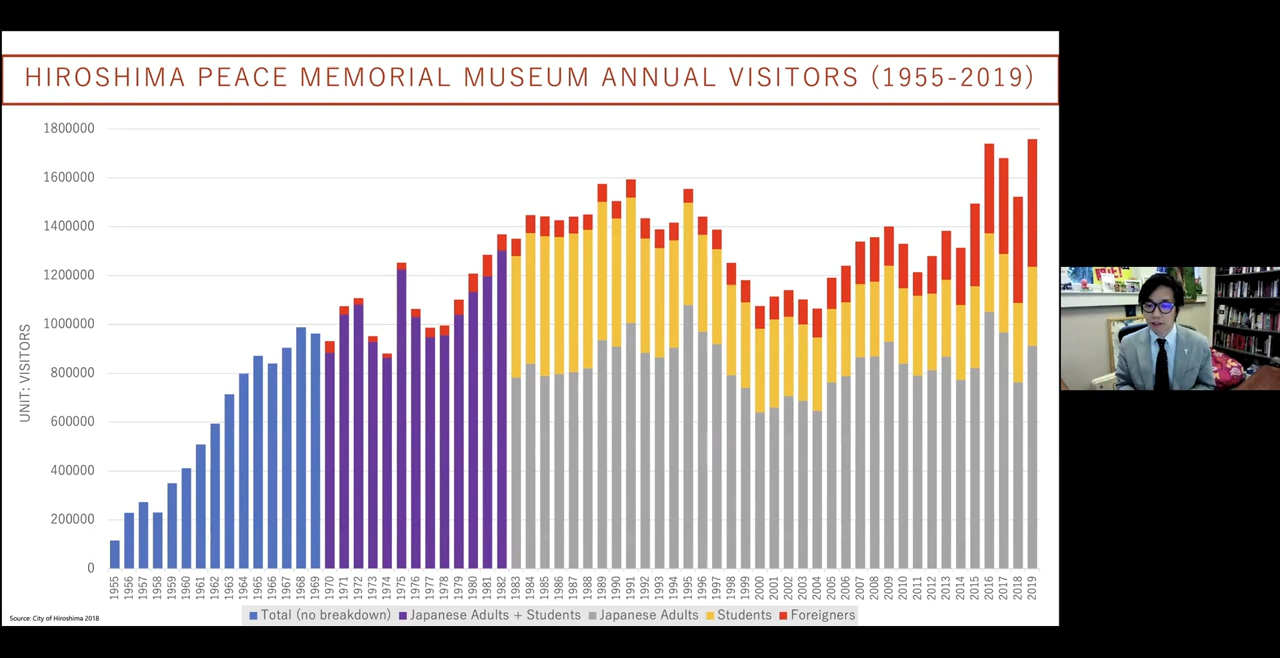 HIROSHIMA PEACE MEMORIAL MUSEUM ANNUAL VISITORS (1955-2019)
UNIT: VISITORS
1800000
1600000
1400000
1200000
1000000
800000
600000
400000
200000
0
1955 1956 1957 1958 1959 1960 1961 1962 1963 1964 1965 1966 1967 1968 1969 1970 1971 1972 1973 1974 1975 1976 1977 1978 1979 1980 1981 1982 1983 1984 1985 1986 1987 1988 1989 1990 1991 1992 1993 1994 1995 1996 1997 1998 1999 2000 2001 2002 2003 2004 2005 2006 2007 2008 2009 2010 2011 2012 2013 2014 2015 2016 2017 2018 2019
Total (no breakdown) Japanese Adults + Students Japanese Adults Students Foreigners
Source: City of Hiroshima 2018